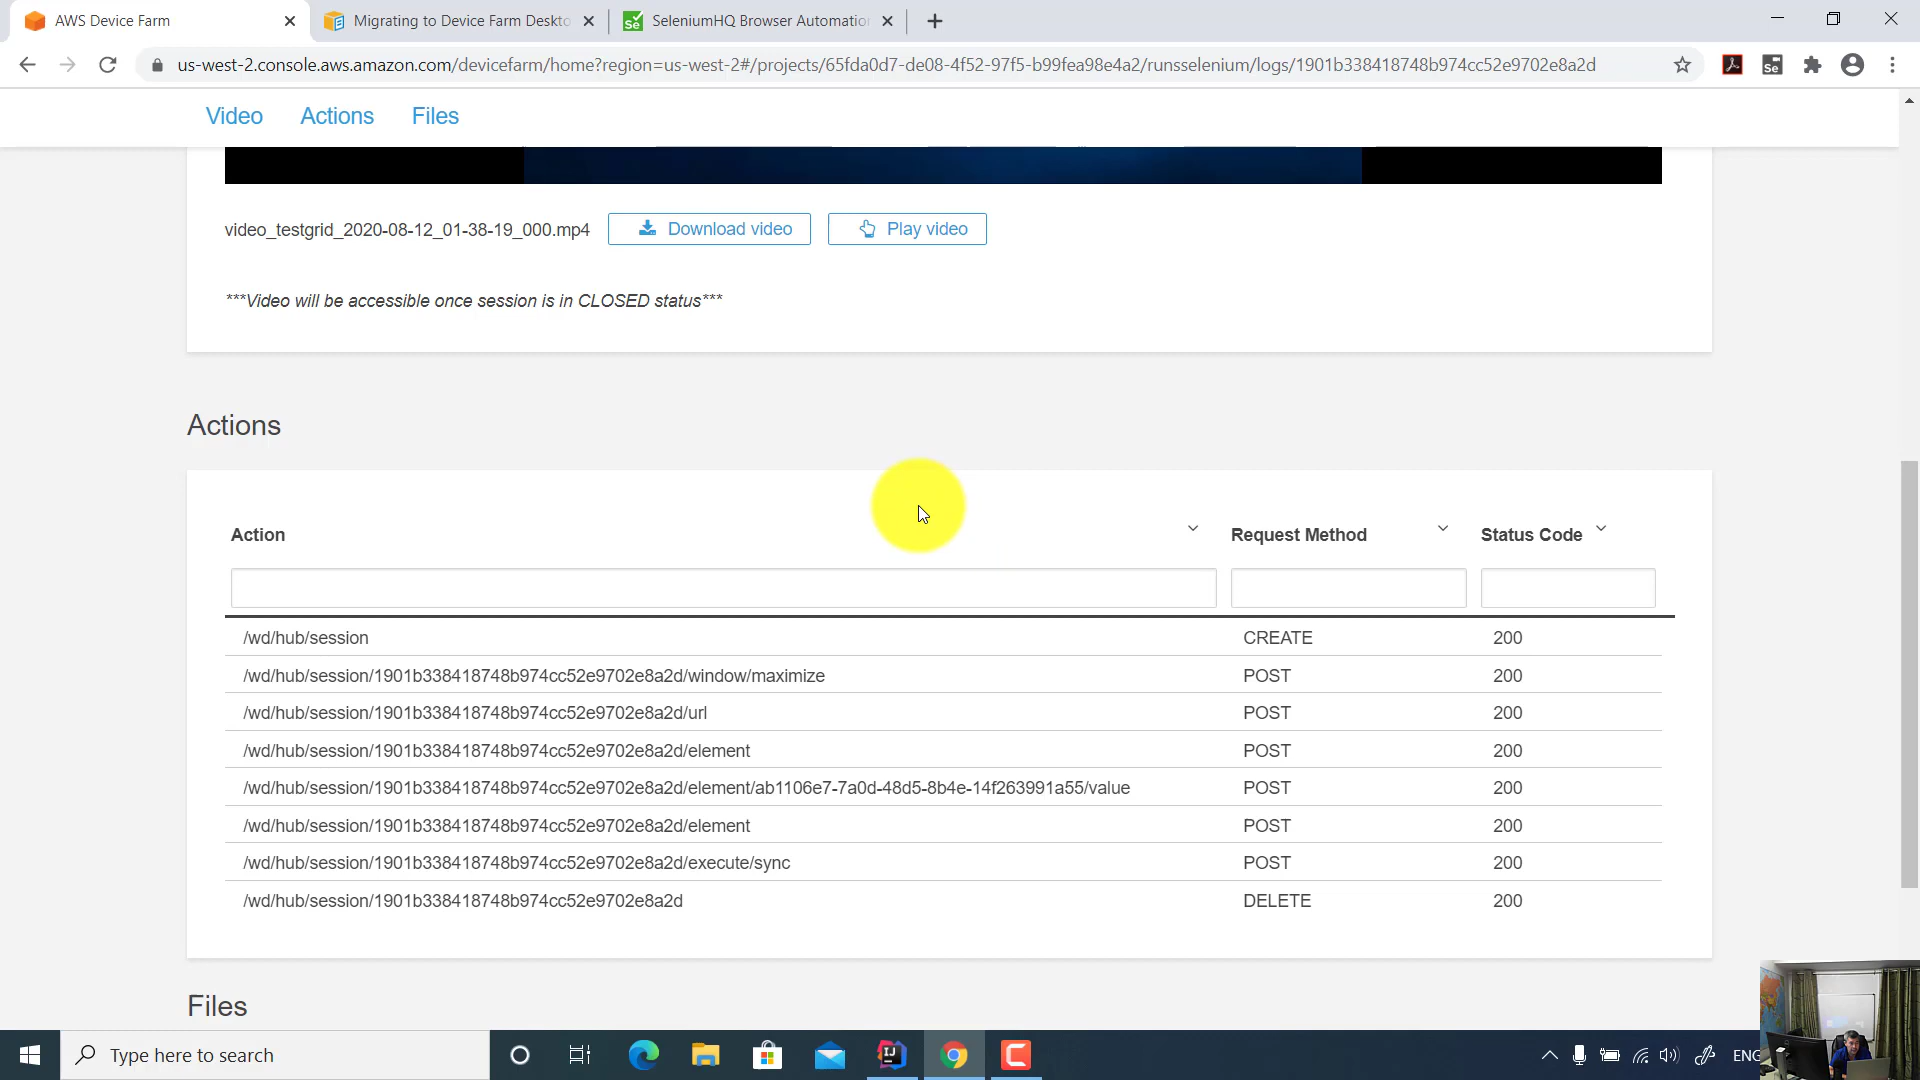 AWS Device Farm
Migrating to Device Farm Deskto
SeleniumHQ Browser Automatio
us-west-2.console.aws.amazon.com/devicefarm/home?region=us-west-2#/projects/65fda0d7-de08-4f52-97f5-b99fea98e4a2/runsselenium/logs/1901b338418748b974cc52e9702e8a2d
Video Actions Files
video_testgrid_2020-08-12_01-38-19_000.mp4 Download video Play video
***Video will be accessible once session is in CLOSED status***
Actions
Action Request Method Status Code
/wd/hub/session CREATE 200
/wd/hub/session/1901b338418748b974cc52e9702e8a2d/window/maximize POST 200
/wd/hub/session/1901b338418748b974cc52e9702e8a2d/url POST 200
/wd/hub/session/1901b338418748b974cc52e9702e8a2d/element POST 200
/wd/hub/session/1901b338418748b974cc52e9702e8a2d/element/ab1106e7-7a0d-48d5-8b4e-14f263991a55/value POST 200
/wd/hub/session/1901b338418748b974cc52e9702e8a2d/element POST 200
/wd/hub/session/1901b338418748b974cc52e9702e8a2d/execute/sync POST 200
/wd/hub/session/1901b338418748b974cc52e9702e8a2d DELETE 200
Files
Type here to search
ENG